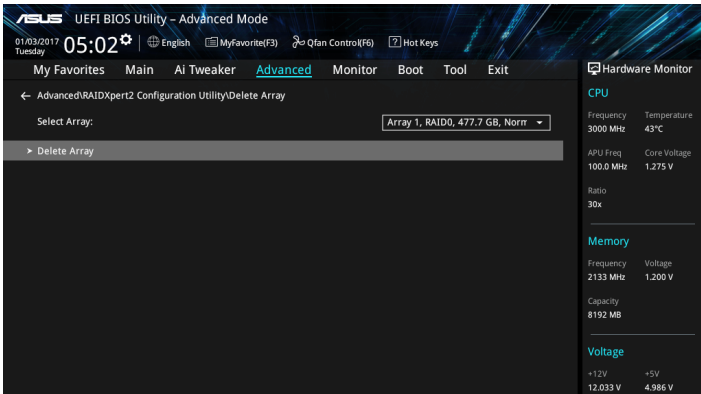 ASUS UEFI BIOS Utility – Advanced Mode
01/03/2017 Tuesday 05:02 English MyFavorite(F3) Qfan Control(F6) ? Hot Keys
My Favorites Main Ai Tweaker Advanced Monitor Boot Tool Exit
Hardware Monitor
← Advanced\RAIDXpert2 Configuration Utility\Delete Array
Select Array: Array 1, RAID0, 477.7 GB, Norm
> Delete Array
CPU
Frequency Temperature
3000 MHz 43°C
APU Freq Core Voltage
100.0 MHz 1.275 V
Ratio
30x
Memory
Frequency Voltage
2133 MHz 1.200 V
Capacity
8192 MB
Voltage
+12V +5V
12.033 V 4.986 V